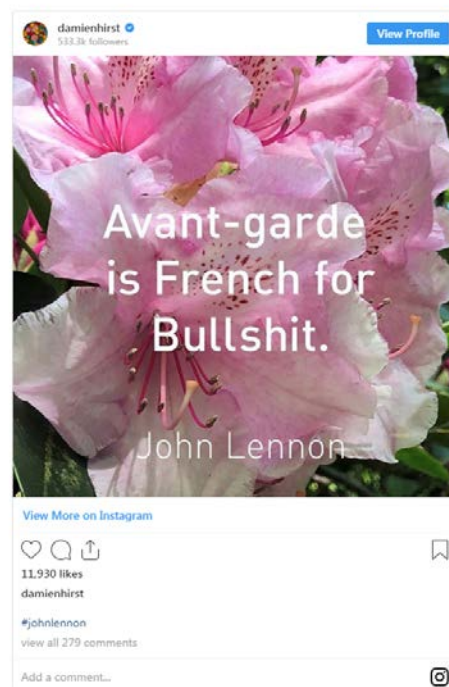 damienhirst
533.3k followers
View Profile
Avant-garde
is French for
Bullshit.
John Lennon.
View More on Instagram
11,930 likes
damienhirst
#johnlennon
view all 279 comments
Add a comment...